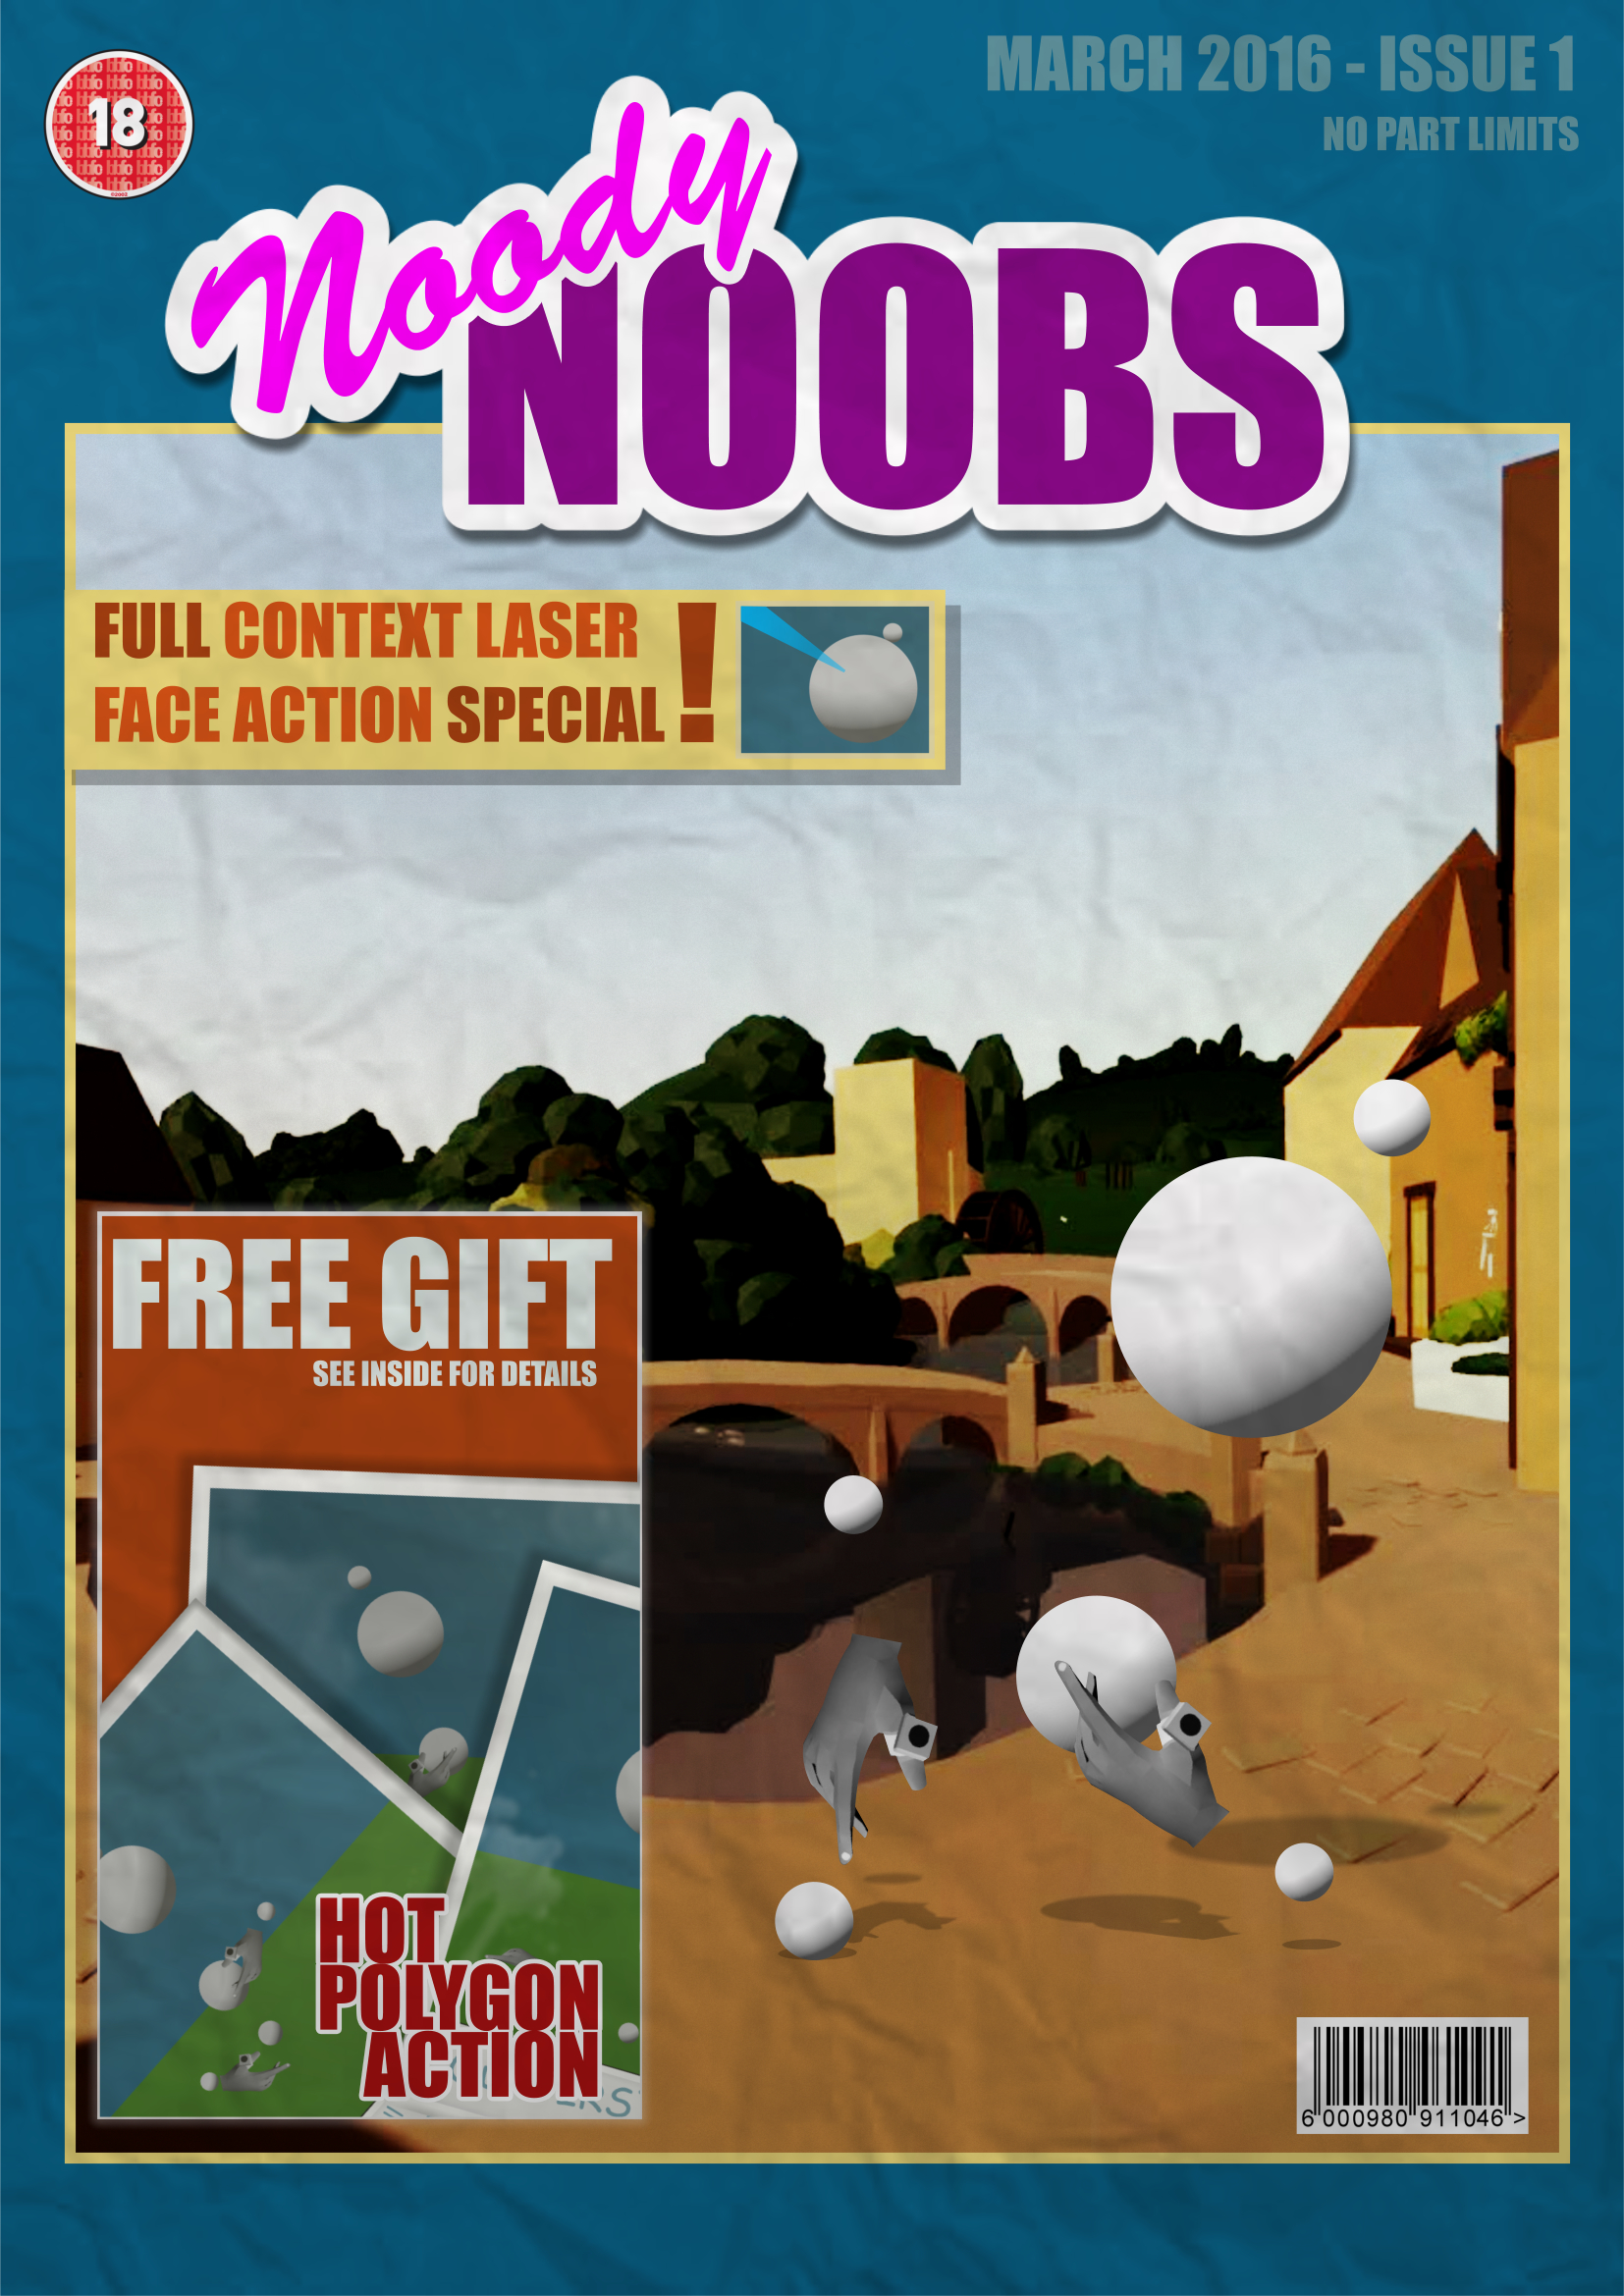 MARCH 2016 - ISSUE 1
NO PART LIMITS
18
Noody
NOOBS
FULL CONTEXT LASER
FACE ACTION SPECIAL!
FREE GIFT
SEE INSIDE FOR DETAILS
HOT
POLYGON
ACTION
6 000980 911046 >